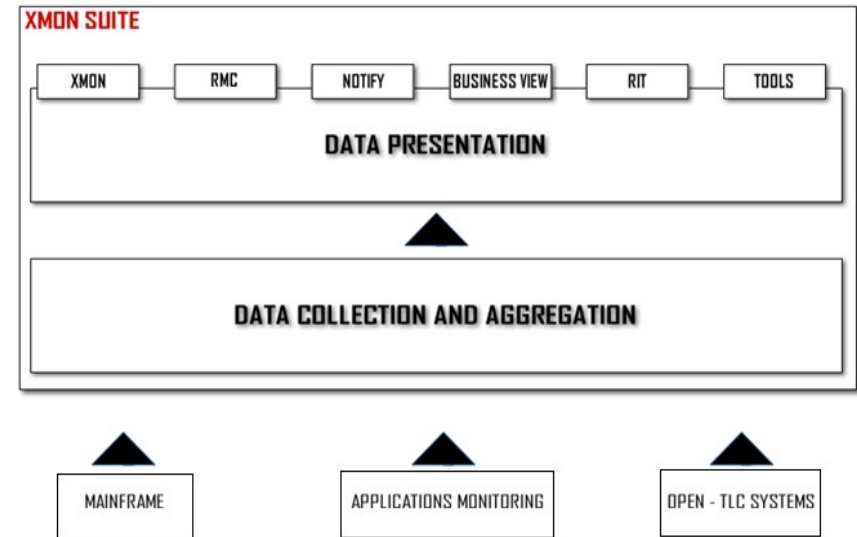 XMON SUITE
XMON
RMC
NOTIFY
BUSINESS VIEW
RIT
TOOLS
DATA PRESENTATION
DATA COLLECTION AND AGGREGATION
MAINFRAME
APPLICATIONS MONITORING
OPEN - TLC SYSTEMS